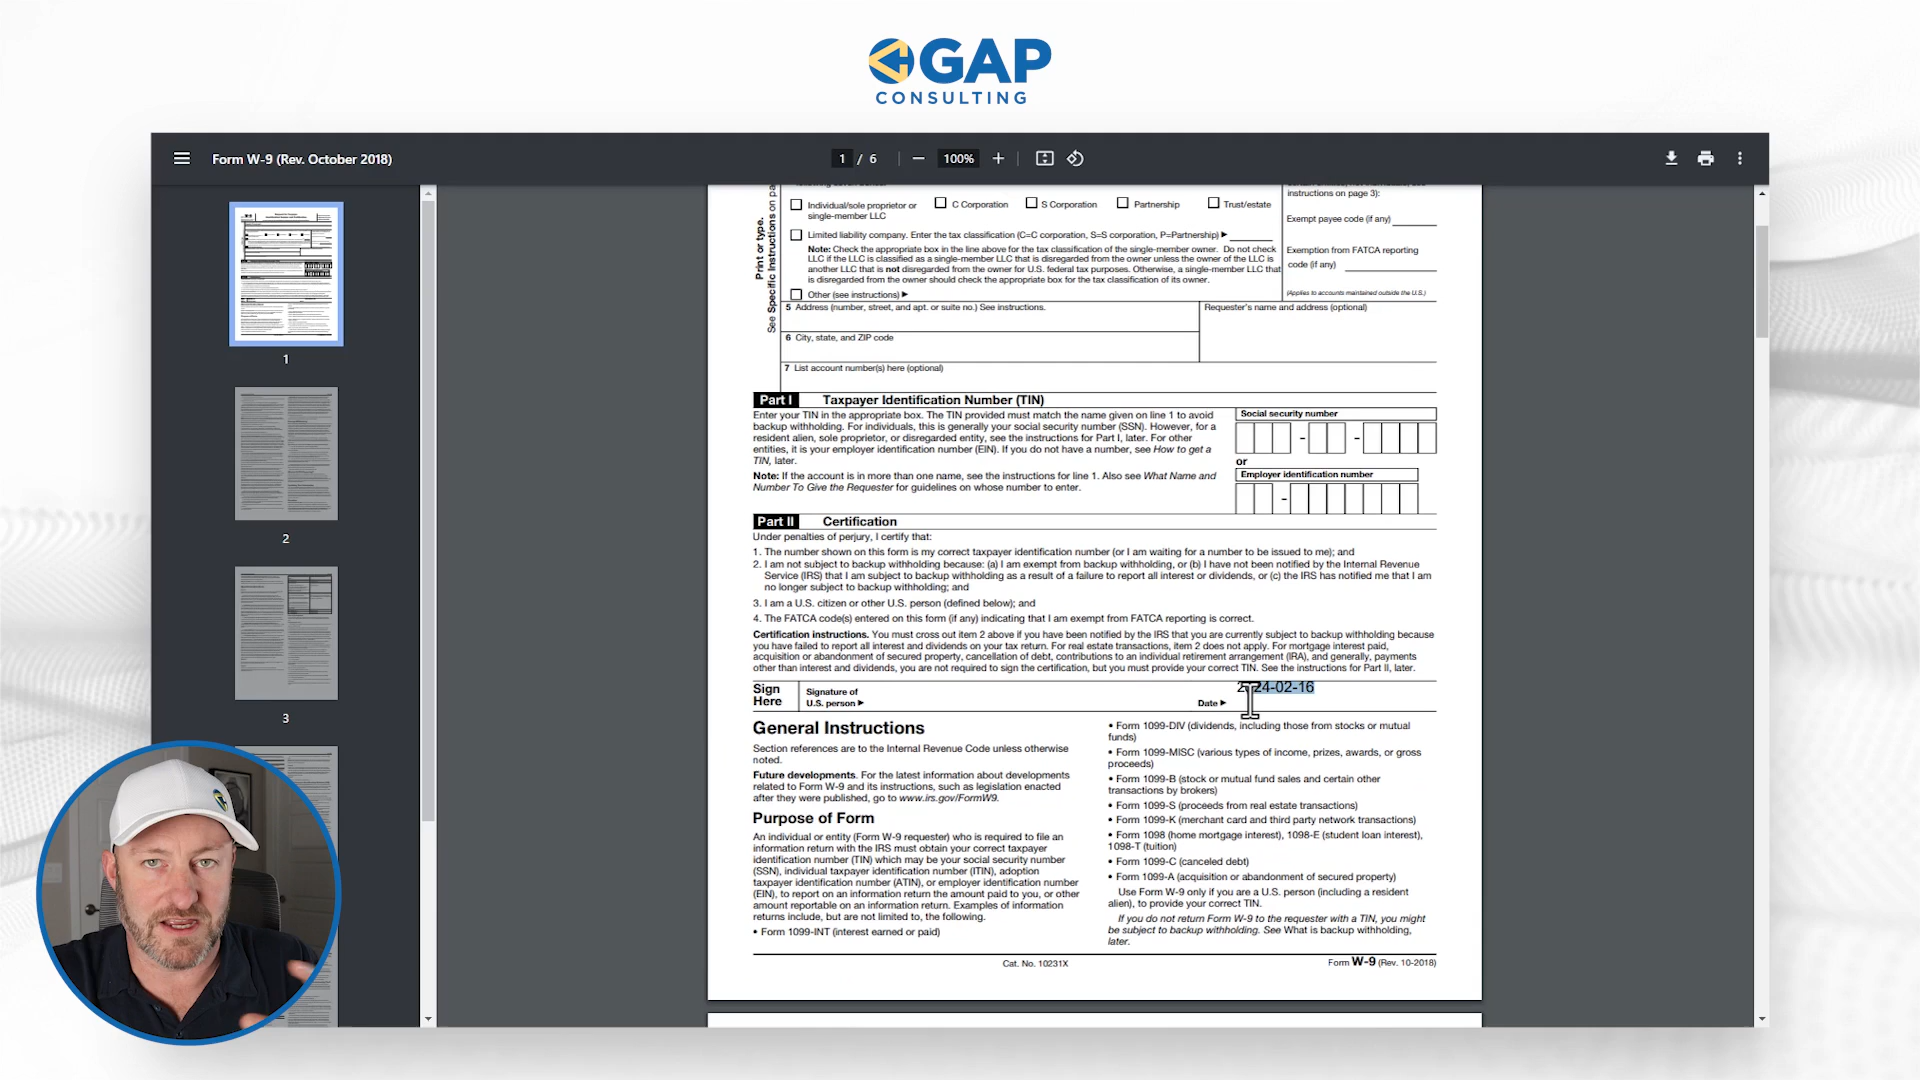 GAP
CONSULTING
Form W-9 (Rev. October 2018)
1 / 6
100%
1
2
3
Print or type.
See Specific Instructions on pa
Individual/sole proprietor or
single-member LLC
C Corporation
S Corporation
Partnership
Trust/estate
instructions on page 3):
Exempt payee code (if any)
Limited liability company. Enter the tax classification (C=C corporation, S=S corporation, P=Partnership) ▶
Note: Check the appropriate box in the line above for the tax classification of the single-member owner. Do not check
LLC if the LLC is classified as a single-member LLC that is disregarded from the owner unless the owner of the LLC is
another LLC that is not disregarded from the owner for U.S. federal tax purposes. Otherwise, a single-member LLC that
is disregarded from the owner should check the appropriate box for the tax classification of its owner.
Exemption from FATCA reporting
code (if any)
Other (see instructions) ▶
(Applies to accounts maintained outside the U.S.)
5 Address (number, street, and apt. or suite no.) See instructions.
Requester's name and address (optional)
6 City, state, and ZIP code
7 List account number(s) here (optional)
Part I Taxpayer Identification Number (TIN)
Enter your TIN in the appropriate box. The TIN provided must match the name given on line 1 to avoid
backup withholding. For individuals, this is generally your social security number (SSN). However, for a
resident alien, sole proprietor, or disregarded entity, see the instructions for Part I, later. For other
entities, it is your employer identification number (EIN). If you do not have a number, see How to get a
TIN, later.
Note: If the account is in more than one name, see the instructions for line 1. Also see What Name and
Number To Give the Requester for guidelines on whose number to enter.
Social security number
– –
or
Employer identification number
–
Part II Certification
Under penalties of perjury, I certify that:
1. The number shown on this form is my correct taxpayer identification number (or I am waiting for a number to be issued to me); and
2. I am not subject to backup withholding because: (a) I am exempt from backup withholding, or (b) I have not been notified by the Internal Revenue
Service (IRS) that I am subject to backup withholding as a result of a failure to report all interest or dividends, or (c) the IRS has notified me that I am
no longer subject to backup withholding; and
3. I am a U.S. citizen or other U.S. person (defined below); and
4. The FATCA code(s) entered on this form (if any) indicating that I am exempt from FATCA reporting is correct.
Certification instructions. You must cross out item 2 above if you have been notified by the IRS that you are currently subject to backup withholding because
you have failed to report all interest and dividends on your tax return. For real estate transactions, item 2 does not apply. For mortgage interest paid,
acquisition or abandonment of secured property, cancellation of debt, contributions to an individual retirement arrangement (IRA), and generally, payments
other than interest and dividends, you are not required to sign the certification, but you must provide your correct TIN. See the instructions for Part II, later.
Sign
Here
Signature of
U.S. person ▶
Date ▶
2024-02-16
General Instructions
Section references are to the Internal Revenue Code unless otherwise
noted.
Future developments. For the latest information about developments
related to Form W-9 and its instructions, such as legislation enacted
after they were published, go to www.irs.gov/FormW9.
Purpose of Form
An individual or entity (Form W-9 requester) who is required to file an
information return with the IRS must obtain your correct taxpayer
identification number (TIN) which may be your social security number
(SSN), individual taxpayer identification number (ITIN), adoption
taxpayer identification number (ATIN), or employer identification number
(EIN), to report on an information return the amount paid to you, or other
amount reportable on an information return. Examples of information
returns include, but are not limited to, the following.
• Form 1099-INT (interest earned or paid)
• Form 1099-DIV (dividends, including those from stocks or mutual
funds)
• Form 1099-MISC (various types of income, prizes, awards, or gross
proceeds)
• Form 1099-B (stock or mutual fund sales and certain other
transactions by brokers)
• Form 1099-S (proceeds from real estate transactions)
• Form 1099-K (merchant card and third party network transactions)
• Form 1098 (home mortgage interest), 1098-E (student loan interest),
1098-T (tuition)
• Form 1099-C (canceled debt)
• Form 1099-A (acquisition or abandonment of secured property)
Use Form W-9 only if you are a U.S. person (including a resident
alien), to provide your correct TIN.
If you do not return Form W-9 to the requester with a TIN, you might
be subject to backup withholding. See What is backup withholding,
later.
Cat. No. 10231X
Form W-9 (Rev. 10-2018)